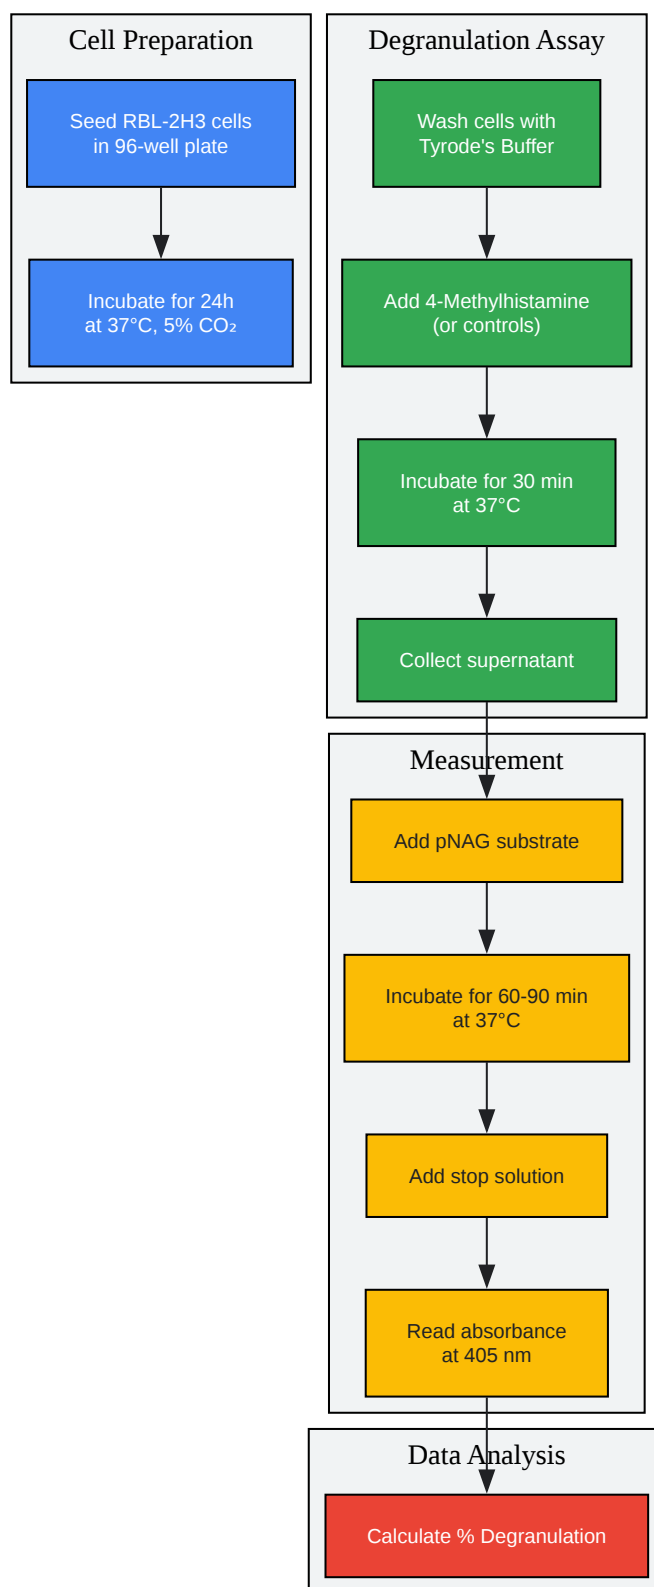 Cell Preparation
Seed RBL-2H3 cells
in 96-well plate
Incubate for 24h
at 37°C, 5% CO₂
Degranulation Assay
Wash cells with
Tyrode's Buffer
Add 4-Methylhistamine
(or controls)
Incubate for 30 min
at 37°C
Collect supernatant
Measurement
Add pNAG substrate
Incubate for 60-90 min
at 37°C
Add stop solution
Read absorbance
at 405 nm
Data Analysis
Calculate % Degranulation